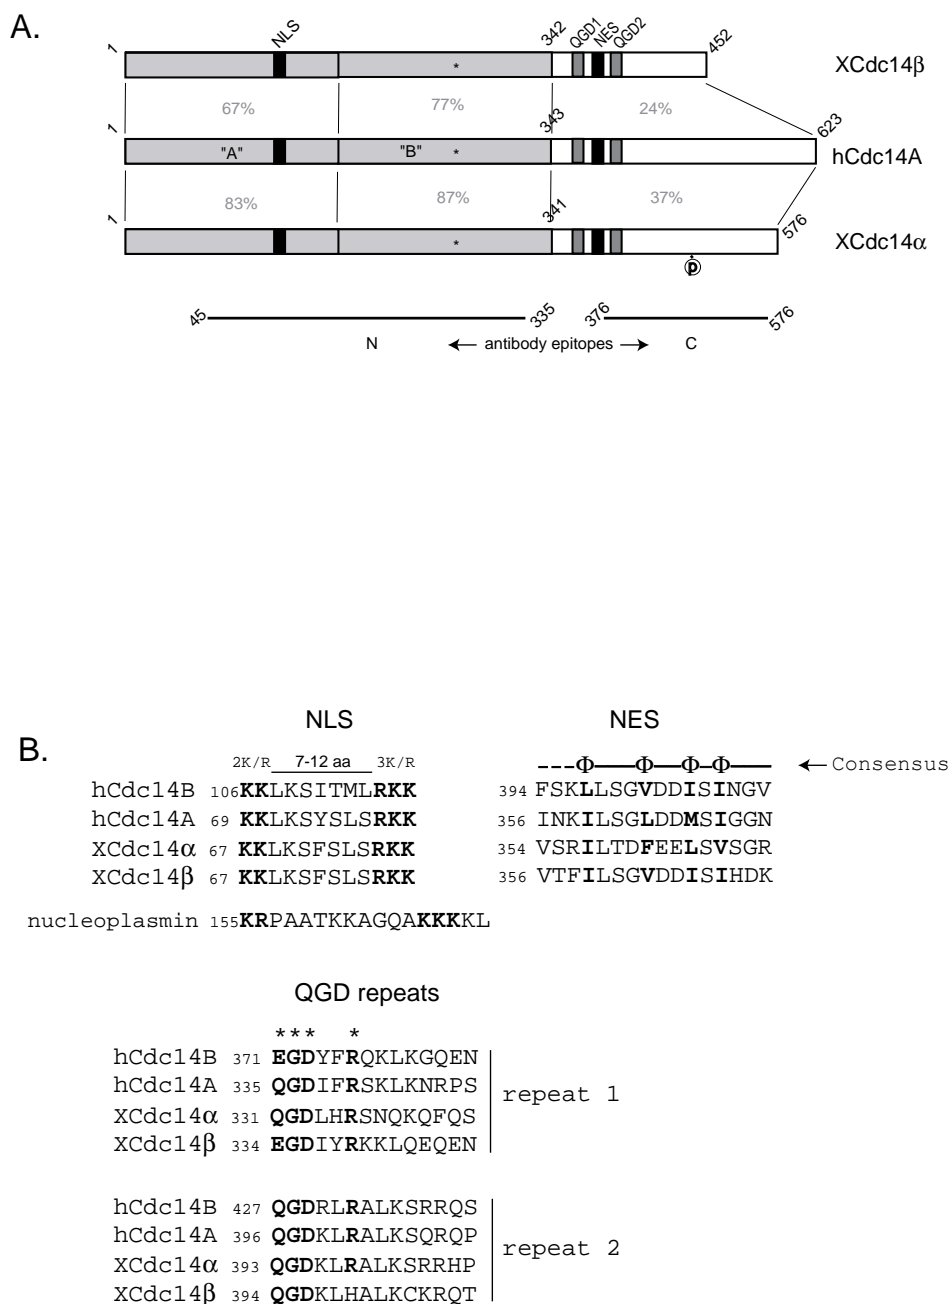 A.
1 NLS 342 QGD1 NES QGD2 452
* XCdc14β
67% 77% 24%
1 343 623
"A" "B" * hCdc14A
83% 87% 37%
1 341 576
* XCdc14α
p
45 335 376 576
N ← antibody epitopes → C
B.
NLS NES
2K/R 7-12 aa 3K/R ---Φ—Φ—Φ–Φ— ← Consensus
hCdc14B 106 KKLKSITMLRKK 394 FSKLLSGVDDISINGV
hCdc14A 69 KKLKSYSLSRKK 356 INKILSGLDDMSIGGN
XCdc14α 67 KKLKSFSLSRKK 354 VSRILTDFEELSVSGR
XCdc14β 67 KKLKSFSLSRKK 356 VTFILSGVDDISIHDK
nucleoplasmin 155 KRPAATKKAGQAKKKKL
QGD repeats
*** *
hCdc14B 371 EGDYFRQKLKGQEN
hCdc14A 335 QGDIFRSKLKNRPS
XCdc14α 331 QGDLHRSNQKQFQS
XCdc14β 334 EGDIYRKKLQEQEN
repeat 1
hCdc14B 427 QGDRLRALKSRRQS
hCdc14A 396 QGDKLRALKSQRQP
XCdc14α 393 QGDKLRALKSRRHP
XCdc14β 394 QGDKLHALKCKRQT
repeat 2